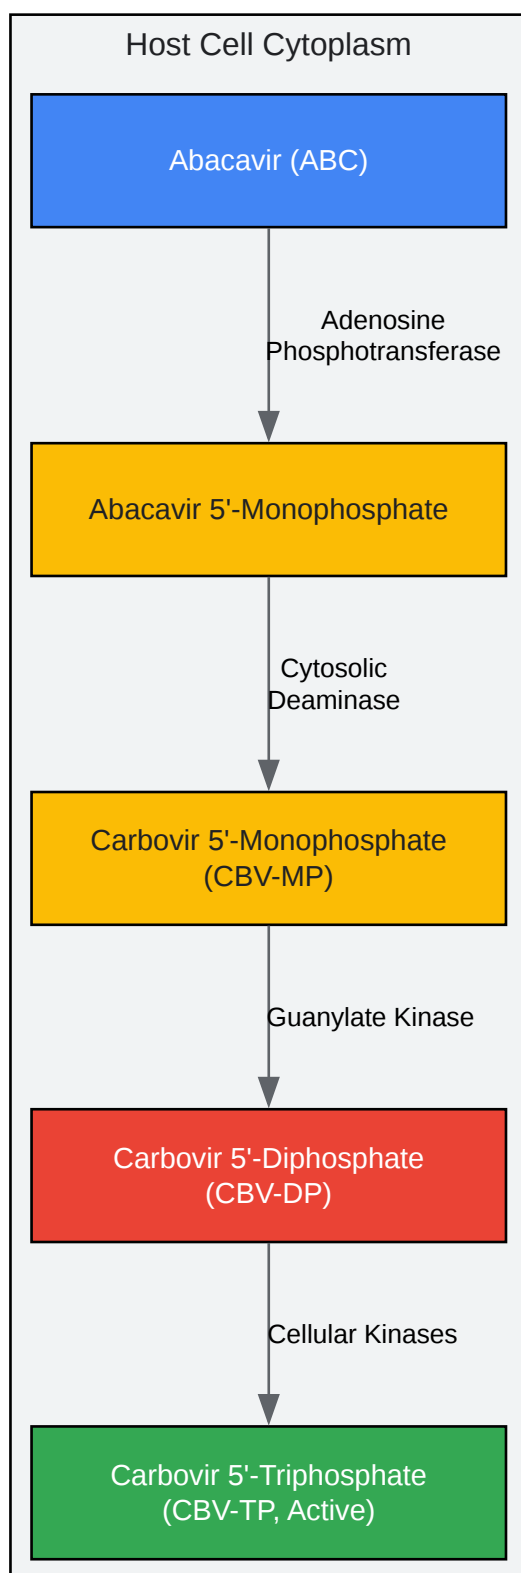 Host Cell Cytoplasm
Abacavir (ABC)
Adenosine
Phosphotransferase
Abacavir 5'-Monophosphate
Cytosolic
Deaminase
Carbovir 5'-Monophosphate
(CBV-MP)
Guanylate Kinase
Carbovir 5'-Diphosphate
(CBV-DP)
Cellular Kinases
Carbovir 5'-Triphosphate
(CBV-TP, Active)